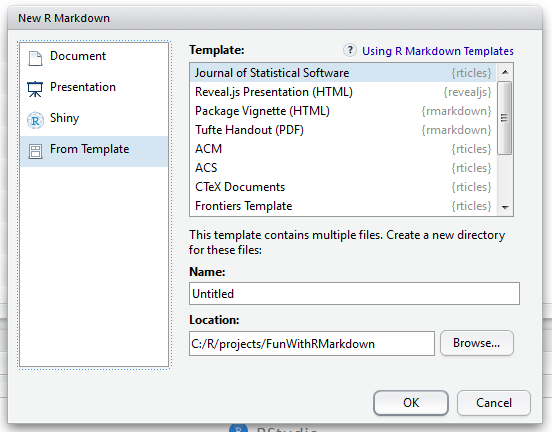 New R Markdown
Document
Presentation
Shiny
From Template
Template:
? Using R Markdown Templates
Journal of Statistical Software {rticles}
Reveal.js Presentation (HTML) {revealjs}
Package Vignette (HTML) {rmarkdown}
Tufte Handout (PDF) {rmarkdown}
ACM {rticles}
ACS {rticles}
CTeX Documents {rticles}
Frontiers Template {rticles}
This template contains multiple files. Create a new directory
for these files:
Name:
Untitled
Location:
C:/R/projects/FunWithRMarkdown
Browse...
OK
Cancel